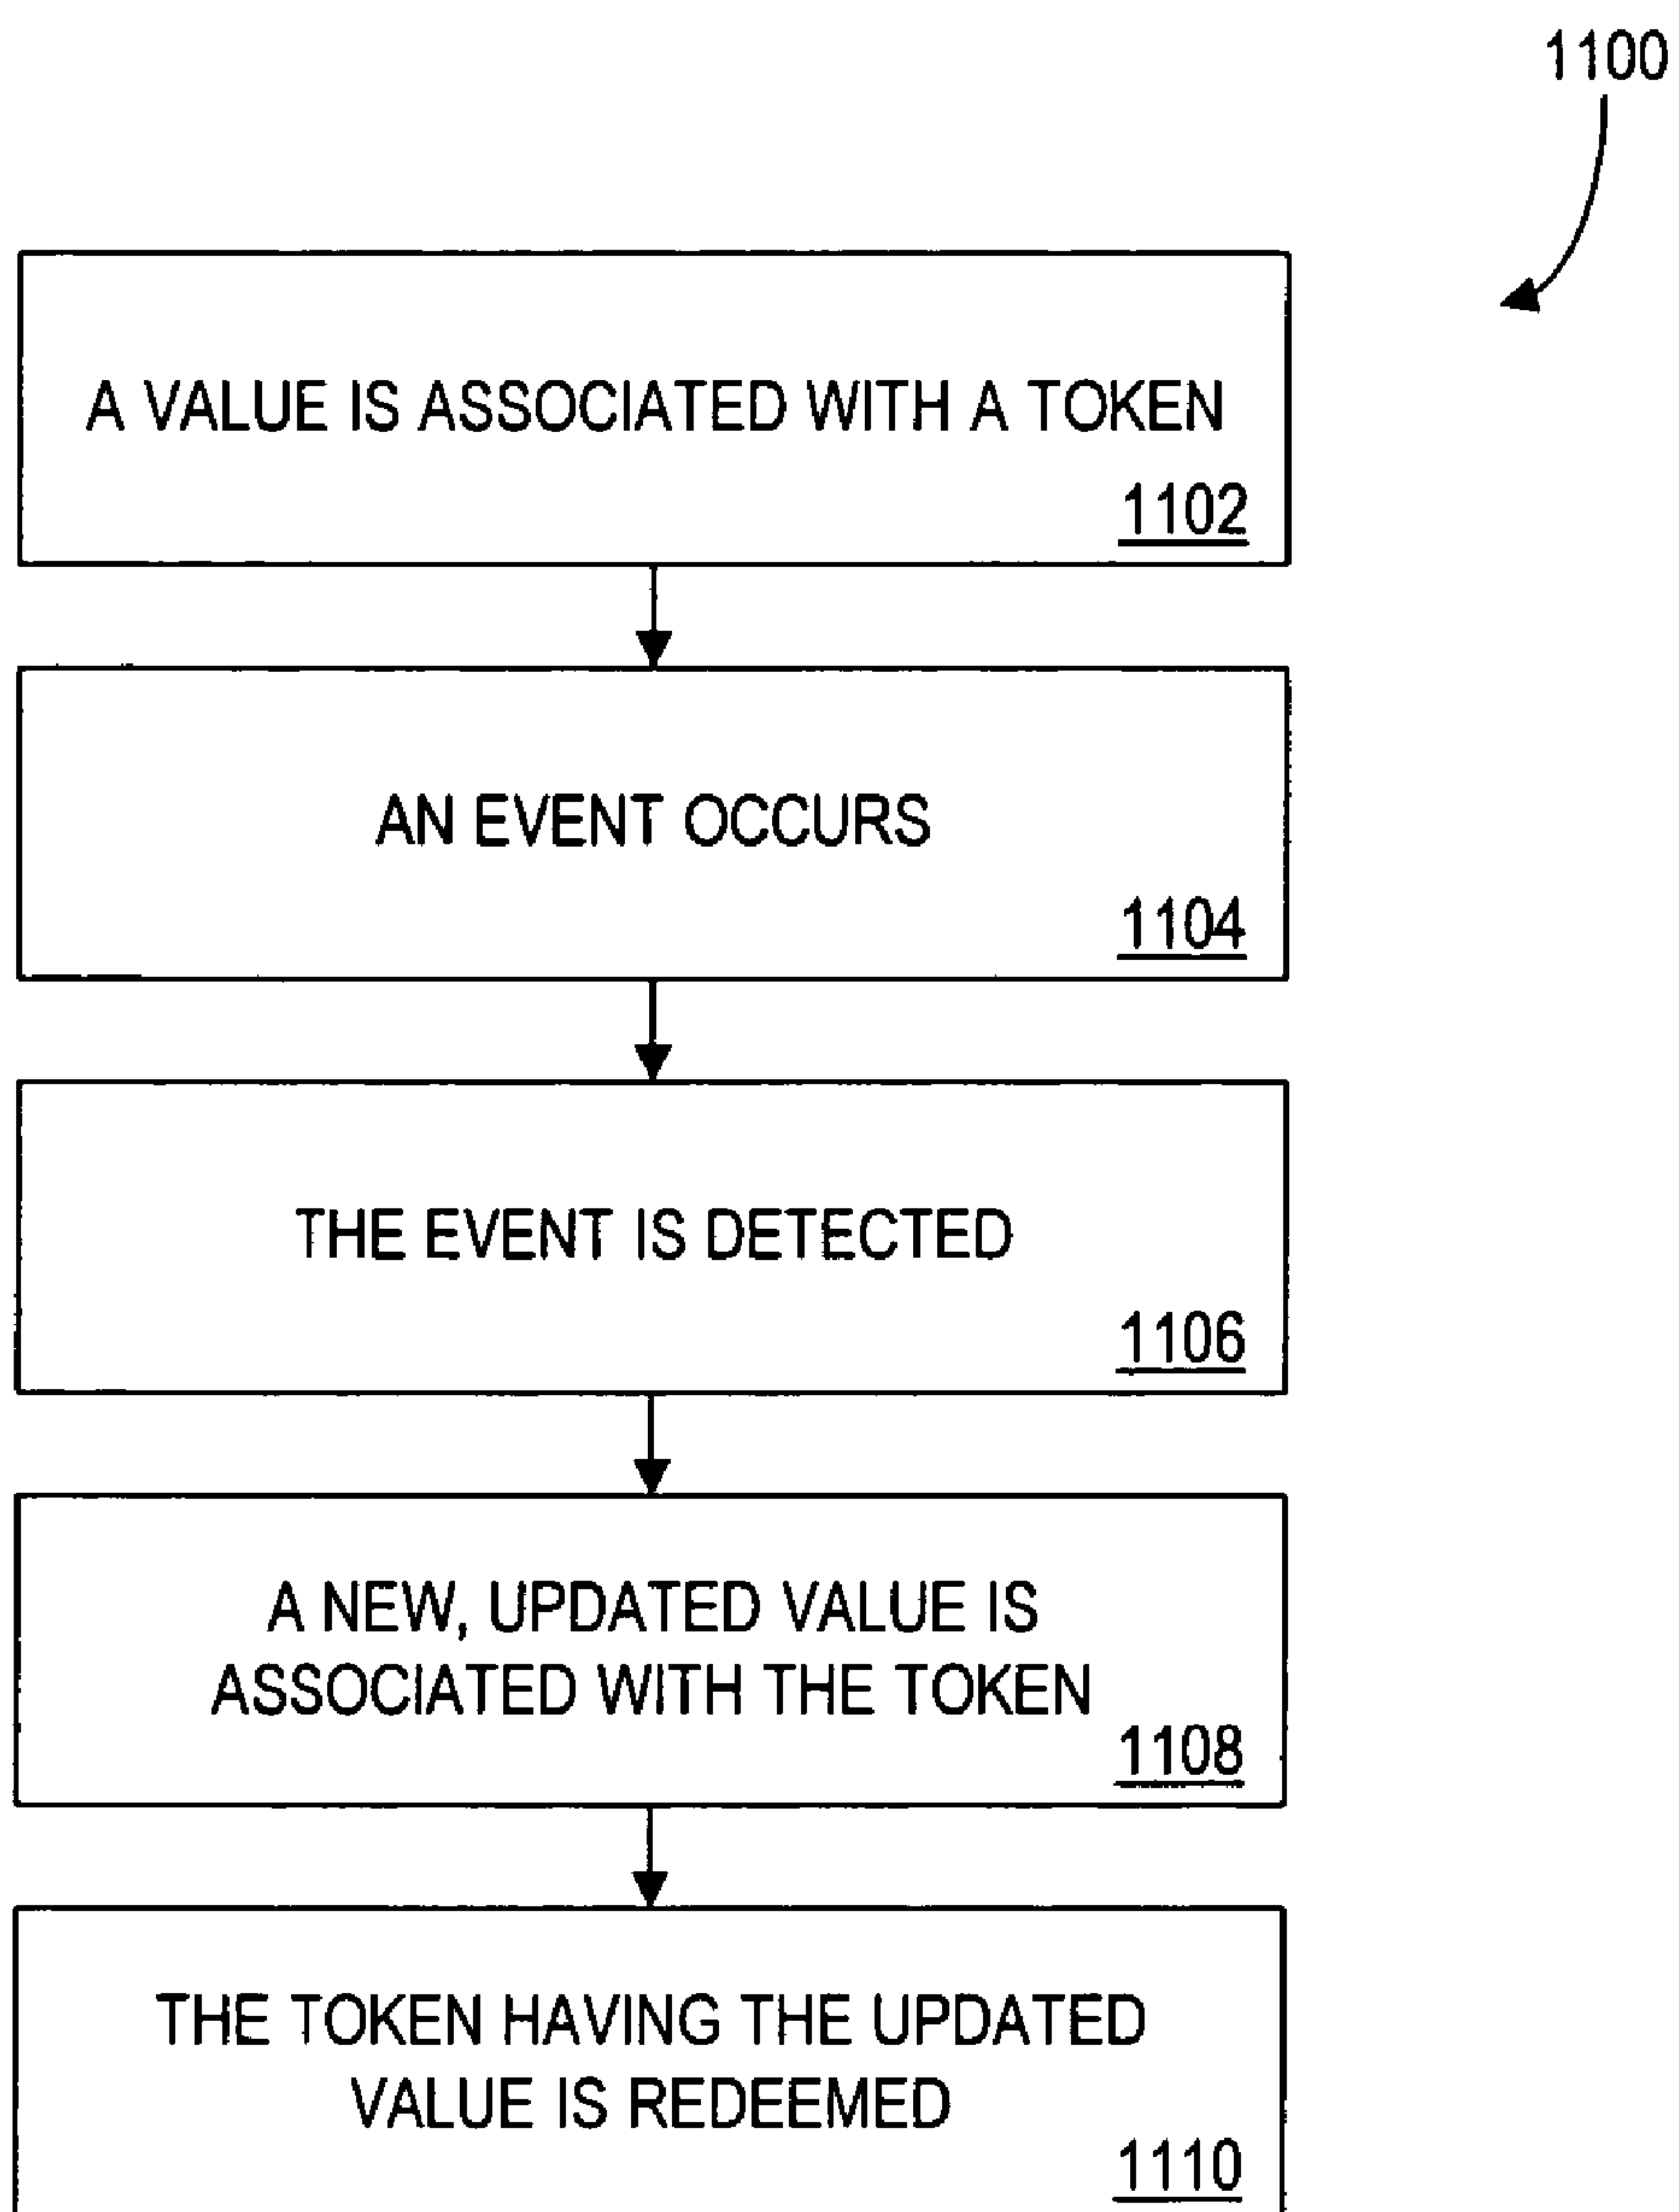 1100
A VALUE IS ASSOCIATED WITH A TOKEN
1102
AN EVENT OCCURS
1104
THE EVENT IS DETECTED
1106
A NEW, UPDATED VALUE IS
ASSOCIATED WITH THE TOKEN
1108
THE TOKEN HAVING THE UPDATED
VALUE IS REDEEMED
1110